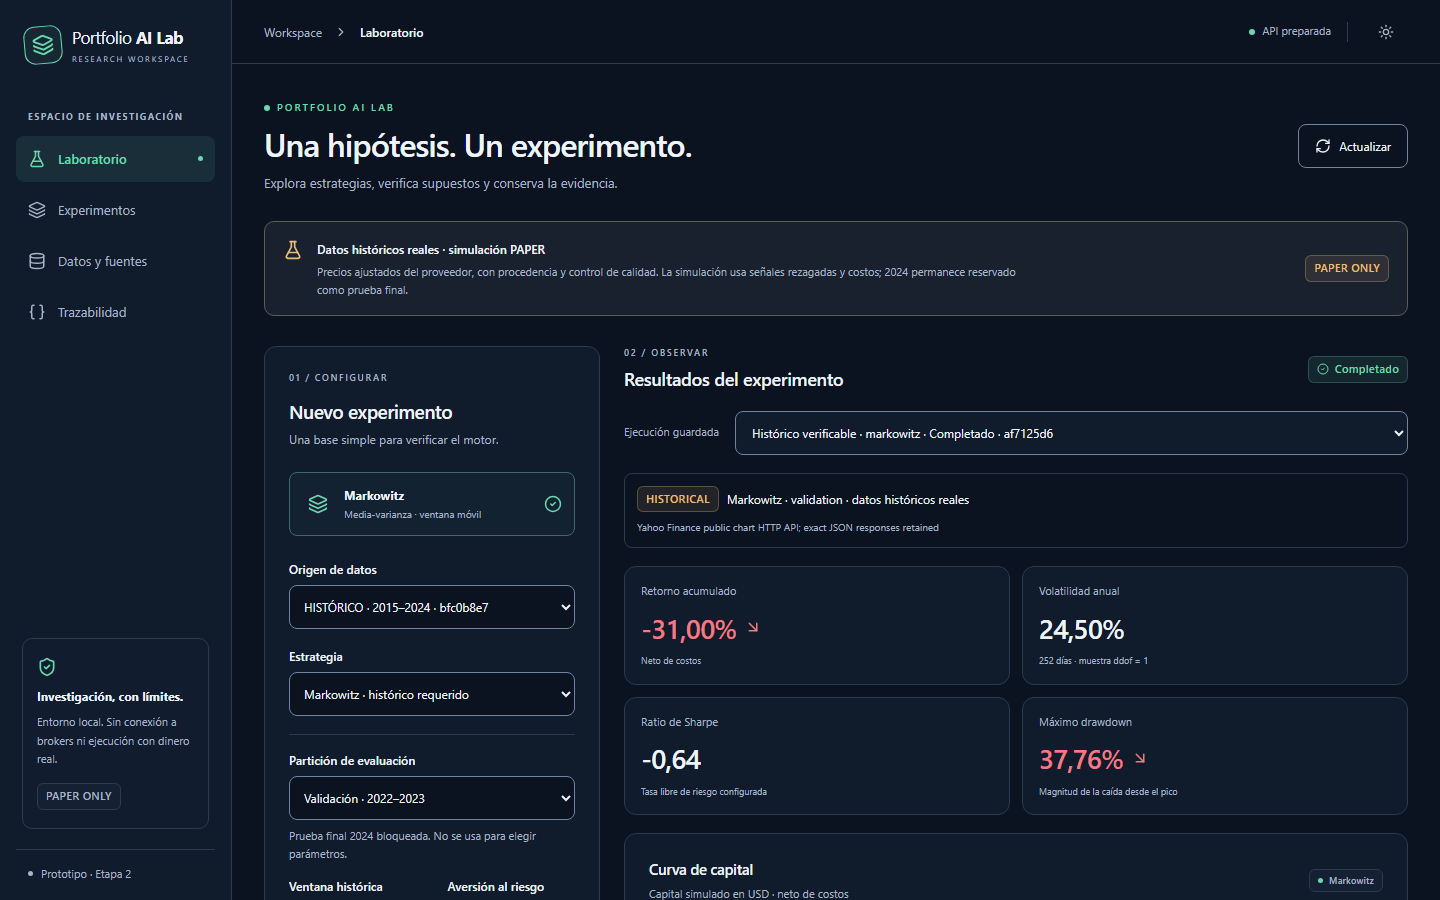 Portfolio AI Lab
RESEARCH WORKSPACE
ESPACIO DE INVESTIGACIÓN
Laboratorio
Experimentos
Datos y fuentes
Trazabilidad
Investigación, con límites.
Entorno local. Sin conexión a
brokers ni ejecución con dinero
real.
PAPER ONLY
Prototipo · Etapa 2
Workspace
Laboratorio
API preparada
PORTFOLIO AI LAB
Una hipótesis. Un experimento.
Explora estrategias, verifica supuestos y conserva la evidencia.
Actualizar
Datos históricos reales · simulación PAPER
Precios ajustados del proveedor, con procedencia y control de calidad. La simulación usa señales rezagadas y costos; 2024 permanece reservado
como prueba final.
PAPER ONLY
01 / CONFIGURAR
Nuevo experimento
Una base simple para verificar el motor.
Markowitz
Media-varianza · ventana móvil
Origen de datos
HISTÓRICO · 2015–2024 · bfc0b8e7
Estrategia
Markowitz · histórico requerido
Partición de evaluación
Validación · 2022–2023
Prueba final 2024 bloqueada. No se usa para elegir
parámetros.
Ventana histórica
Aversión al riesgo
02 / OBSERVAR
Resultados del experimento
Completado
Ejecución guardada
Histórico verificable · markowitz · Completado · af7125d6
HISTORICAL
Markowitz · validation · datos históricos reales
Yahoo Finance public chart HTTP API; exact JSON responses retained
Retorno acumulado
-31,00%
Neto de costos
Volatilidad anual
24,50%
252 días · muestra ddof = 1
Ratio de Sharpe
-0,64
Tasa libre de riesgo configurada
Máximo drawdown
37,76%
Magnitud de la caída desde el pico
Curva de capital
Capital simulado en USD · neto de costos
Markowitz